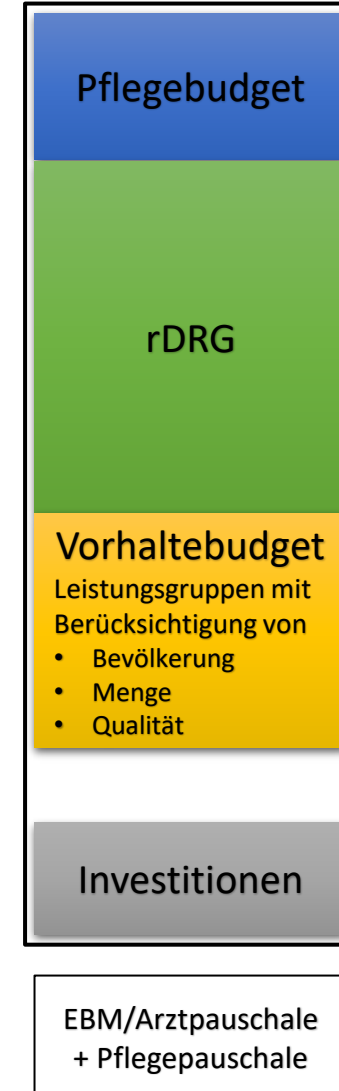 Pflegebudget
rDRG
Vorhaltebudget
Leistungsgruppen mit
Berücksichtigung von
• Bevölkerung
• Menge
• Qualität
Investitionen
EBM/Arztpauschale
+ Pflegepauschale